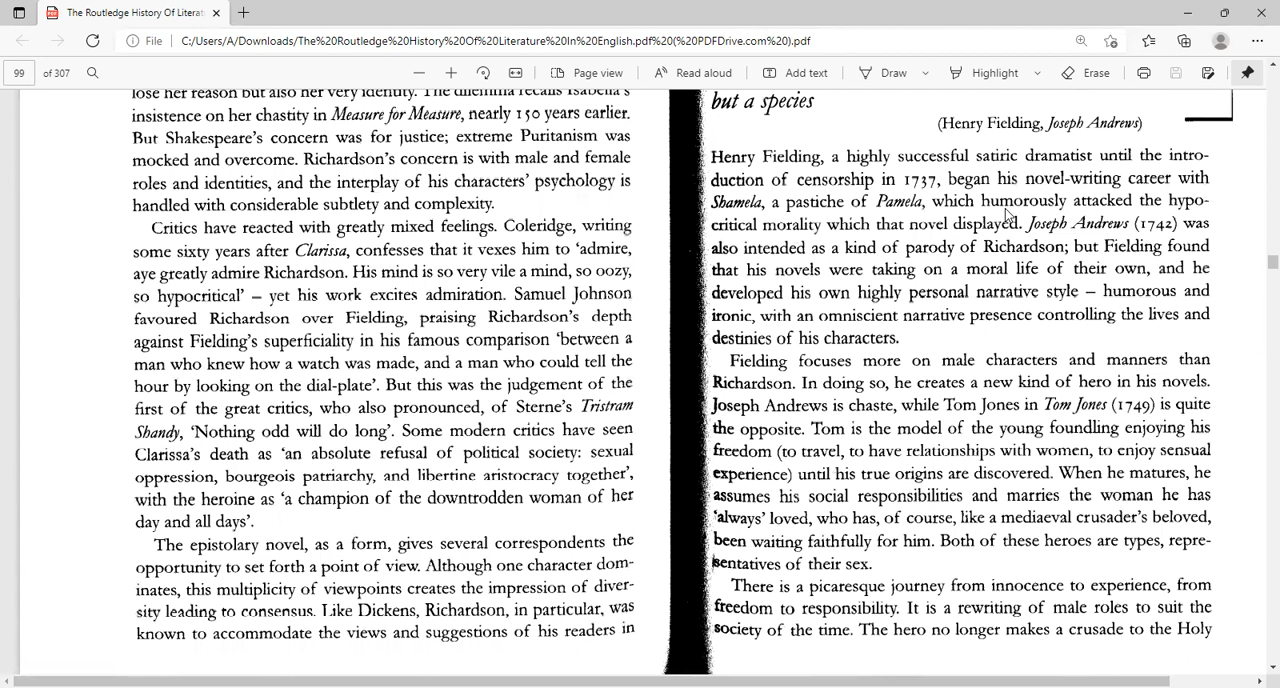 The Routledge History Of Literat
File
C:/Users/A/Downloads/The%20Routledge%20History%20Of%20Literature%20In%20English.pdf%20(%20PDFDrive.com%20).pdf
99 of 307
Page view
Read aloud
Add text
Draw
Highlight
Erase
lose her reason but also her very identity. The dilemma recalls Isabella's
insistence on her chastity in Measure for Measure, nearly 150 years earlier.
But Shakespeare's concern was for justice; extreme Puritanism was
mocked and overcome. Richardson's concern is with male and female
roles and identities, and the interplay of his characters' psychology is
handled with considerable subtlety and complexity.
Critics have reacted with greatly mixed feelings. Coleridge, writing
some sixty years after Clarissa, confesses that it vexes him to 'admire,
aye greatly admire Richardson. His mind is so very vile a mind, so oozy,
so hypocritical' – yet his work excites admiration. Samuel Johnson
favoured Richardson over Fielding, praising Richardson's depth
against Fielding's superficiality in his famous comparison 'between a
man who knew how a watch was made, and a man who could tell the
hour by looking on the dial-plate'. But this was the judgement of the
first of the great critics, who also pronounced, of Sterne's Tristram
Shandy, 'Nothing odd will do long'. Some modern critics have seen
Clarissa's death as 'an absolute refusal of political society: sexual
oppression, bourgeois patriarchy, and libertine aristocracy together',
with the heroine as 'a champion of the downtrodden woman of her
day and all days'.
The epistolary novel, as a form, gives several correspondents the
opportunity to set forth a point of view. Although one character dom-
inates, this multiplicity of viewpoints creates the impression of diver-
sity leading to consensus. Like Dickens, Richardson, in particular, was
known to accommodate the views and suggestions of his readers in
but a species
(Henry Fielding, Joseph Andrews)
Henry Fielding, a highly successful satiric dramatist until the intro-
duction of censorship in 1737, began his novel-writing career with
Shamela, a pastiche of Pamela, which humorously attacked the hypo-
critical morality which that novel displayed. Joseph Andrews (1742) was
also intended as a kind of parody of Richardson; but Fielding found
that his novels were taking on a moral life of their own, and he
developed his own highly personal narrative style – humorous and
ironic, with an omniscient narrative presence controlling the lives and
destinies of his characters.
Fielding focuses more on male characters and manners than
Richardson. In doing so, he creates a new kind of hero in his novels.
Joseph Andrews is chaste, while Tom Jones in Tom Jones (1749) is quite
the opposite. Tom is the model of the young foundling enjoying his
freedom (to travel, to have relationships with women, to enjoy sensual
experience) until his true origins are discovered. When he matures, he
assumes his social responsibilities and marries the woman he has
'always' loved, who has, of course, like a mediaeval crusader's beloved,
been waiting faithfully for him. Both of these heroes are types, repre-
sentatives of their sex.
There is a picaresque journey from innocence to experience, from
freedom to responsibility. It is a rewriting of male roles to suit the
society of the time. The hero no longer makes a crusade to the Holy